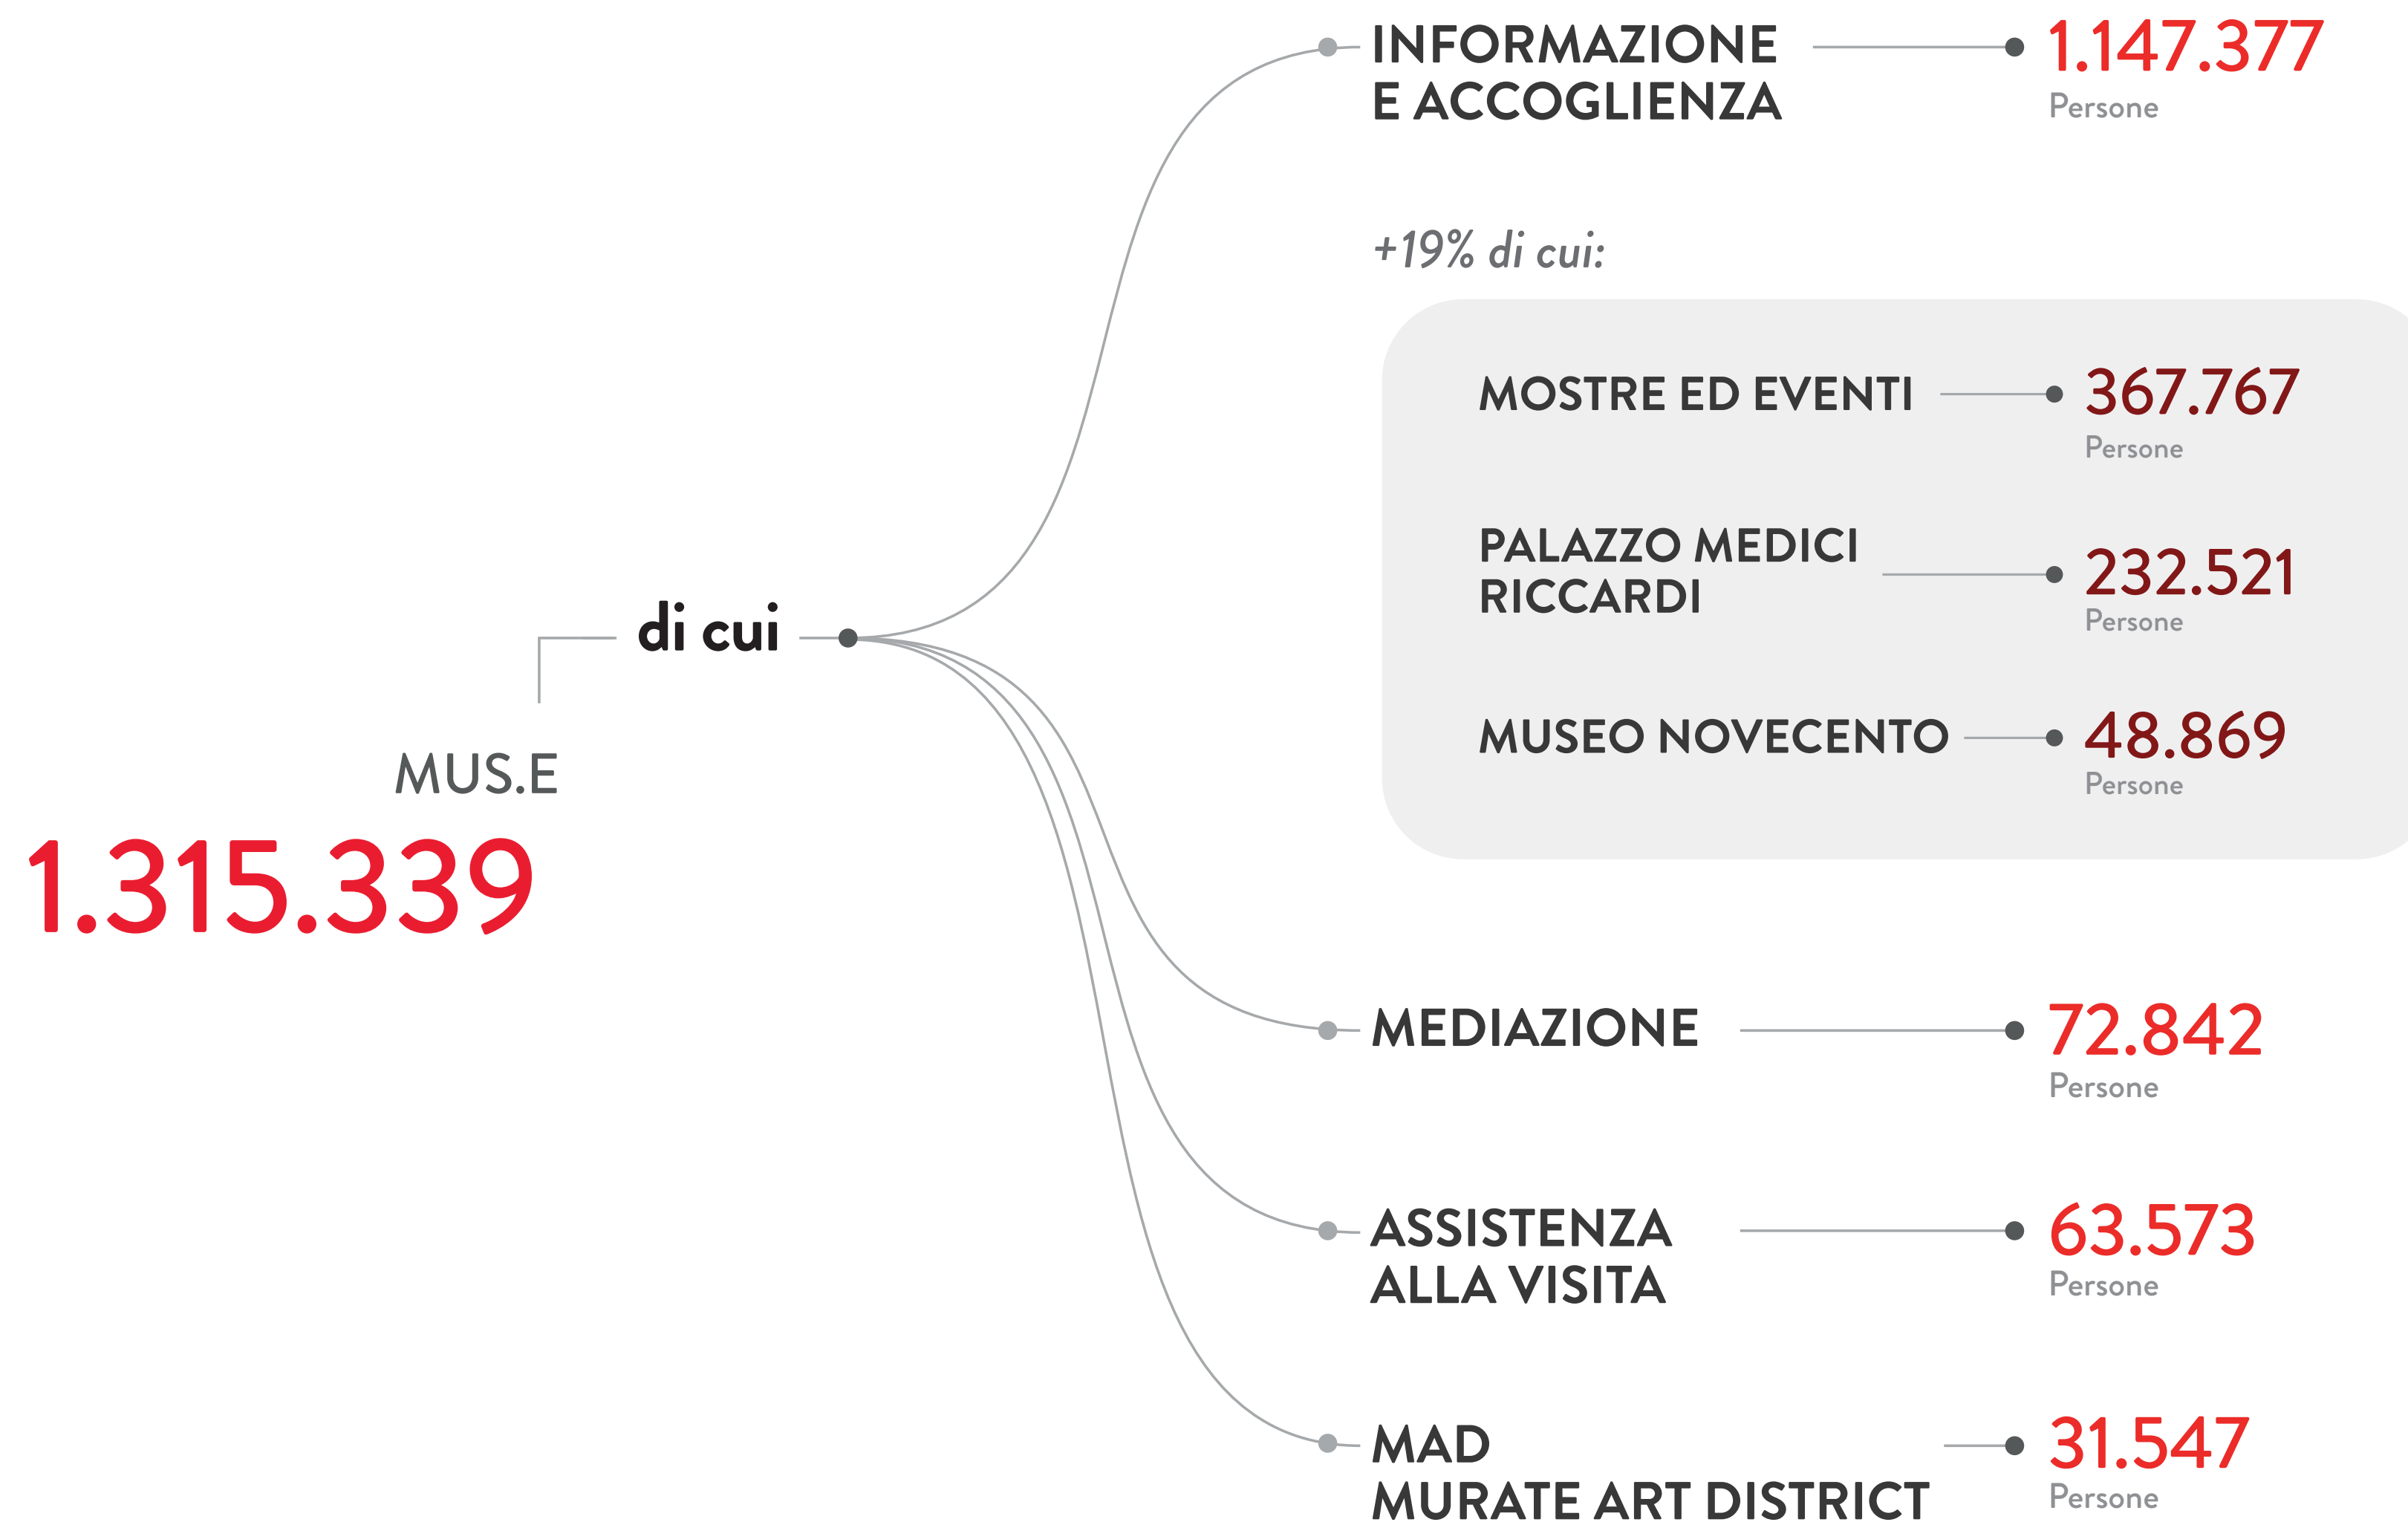 INFORMAZIONE
E ACCOGLIENZA
1.147.377
Persone
+19% di cui:
MOSTRE ED EVENTI
367.767
Persone
PALAZZO MEDICI
RICCARDI
232.521
Persone
MUSEO NOVECENTO
48.869
Persone
di cui
MUS.E
1.315.339
MEDIAZIONE
72.842
Persone
ASSISTENZA
ALLA VISITA
63.573
Persone
MAD
MURATE ART DISTRICT
31.547
Persone